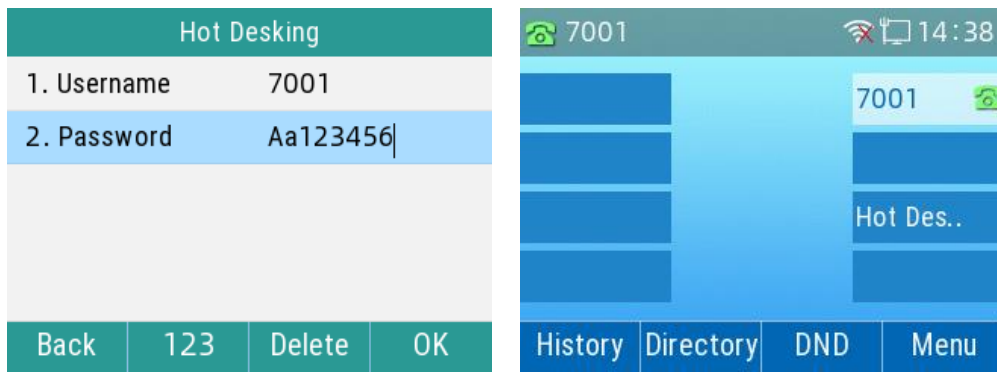 Hot Desking
1. Username 7001
2. Password Aa123456
Back 123 Delete OK
7001 14:38
7001
Hot Des..
History Directory DND Menu